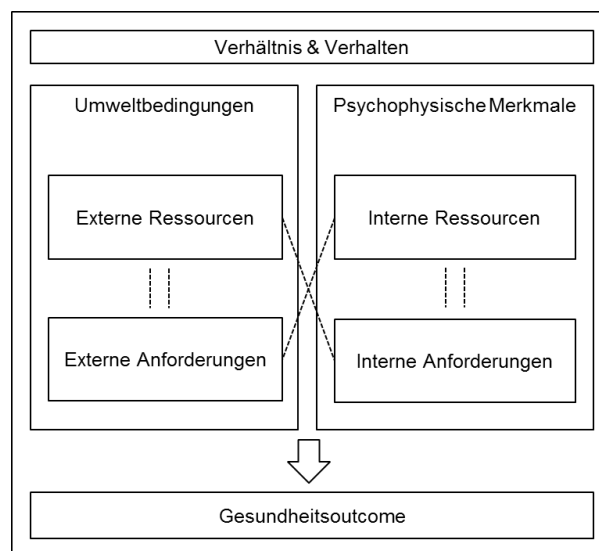 Verhältnis & Verhalten
Umweltbedingungen
Psychophysische Merkmale
Externe Ressourcen
Interne Ressourcen
Externe Anforderungen
Interne Anforderungen
Gesundheitsoutcome